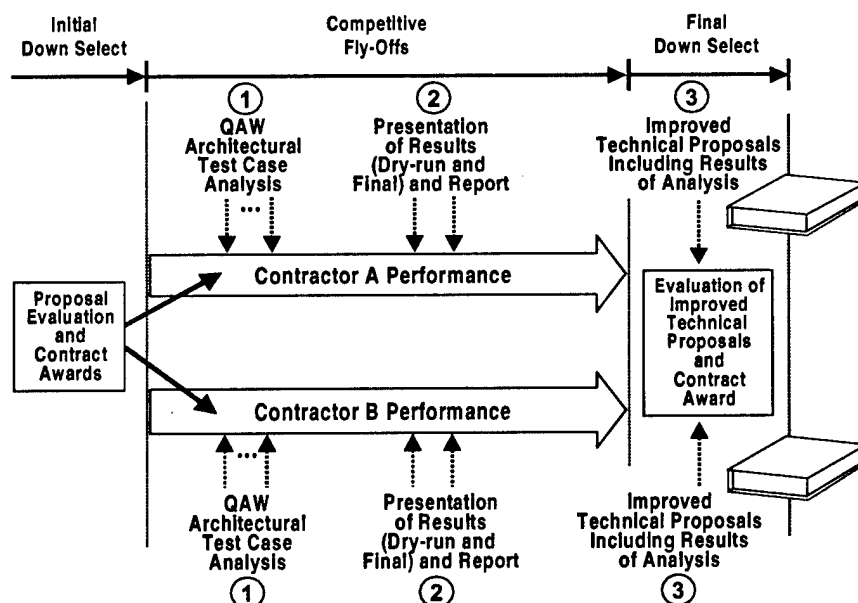 Initial
Down Select
Competitive
Fly-Offs
Final
Down Select
1
QAW
Architectural
Test Case
Analysis
...
2
Presentation
of Results
(Dry-run and
Final) and Report
3
Improved
Technical Proposals
Including Results
of Analysis
Contractor A Performance
Proposal
Evaluation
and
Contract
Awards
Evaluation of
Improved
Technical
Proposals
and
Contract
Award
Contractor B Performance
...
QAW
Architectural
Test Case
Analysis
1
Presentation
of Results
(Dry-run and
Final) and Report
2
Improved
Technical Proposals
Including Results
of Analysis
3